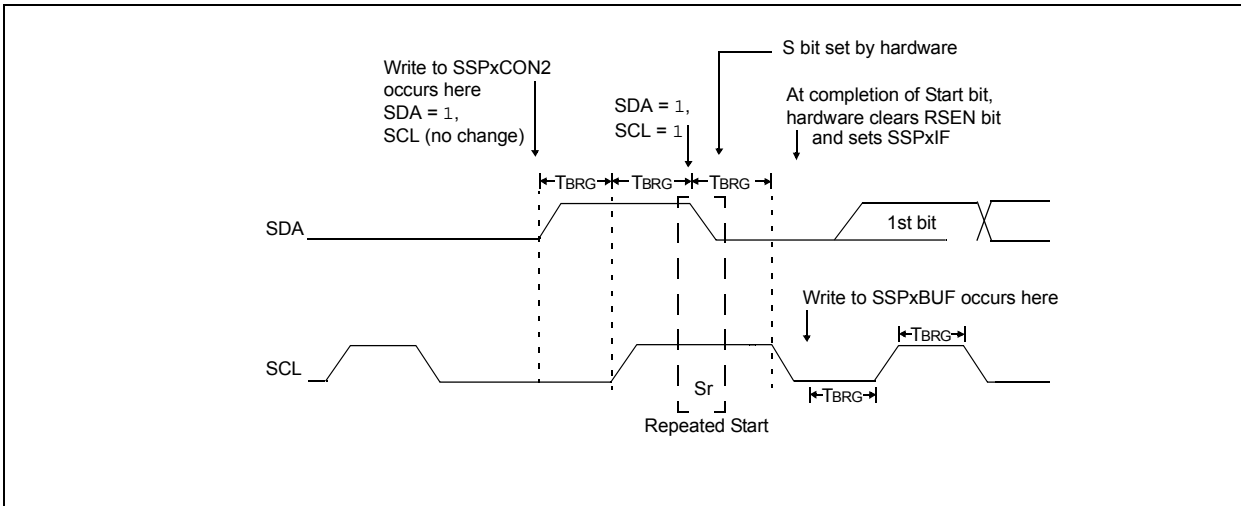 S bit set by hardware
Write to SSPxCON2
occurs here
SDA = 1,
SCL (no change)
SDA = 1,
SCL = 1
At completion of Start bit,
hardware clears RSEN bit
and sets SSPxIF
TBRG
TBRG
TBRG
SDA
1st bit
Write to SSPxBUF occurs here
TBRG
SCL
Sr
TBRG
Repeated Start